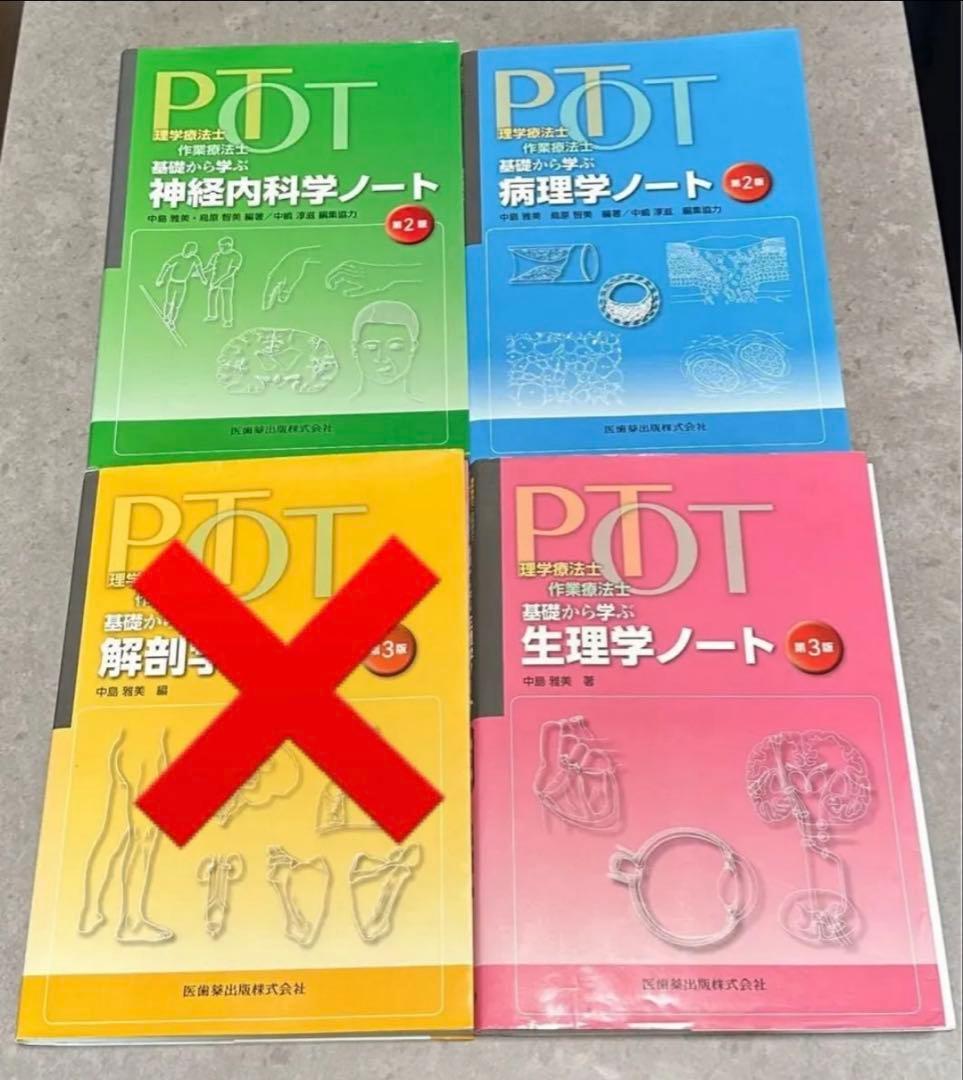 PTOT
理学療法士
作業療法士
基礎から学ぶ
神経内科学ノート
中島 雅美・鳥原 智美 編著／中嶋 淳滋 編集協力
第2版
医歯薬出版株式会社
PTOT
理学療法士
作業療法士
基礎から学ぶ
病理学ノート
第2版
中島 雅美 鳥原 智美 編著／中嶋 淳滋 編集協力
医歯薬出版株式会社
PTOT
理学
作
基礎か
解剖学
3版
中島 雅美 編
医歯薬出版株式会社
PTOT
理学療法士
作業療法士
基礎から学ぶ
生理学ノート
第3版
中島 雅美 著
医歯薬出版株式会社